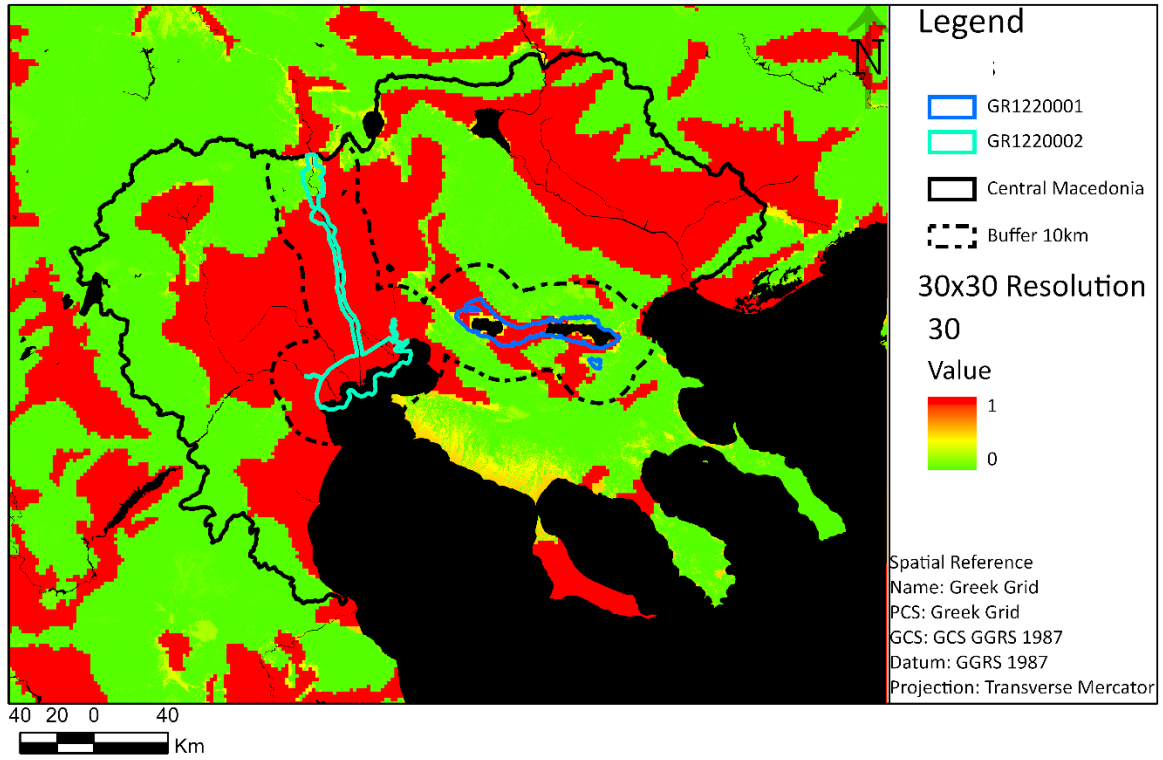 N
Legend
GR1220001
GR1220002
Central Macedonia
Buffer 10km
30x30 Resolution
30
Value
1
0
Spatial Reference
Name: Greek Grid
PCS: Greek Grid
GCS: GCS GGRS 1987
Datum: GGRS 1987
Projection: Transverse Mercator
40 20 0 40
Km